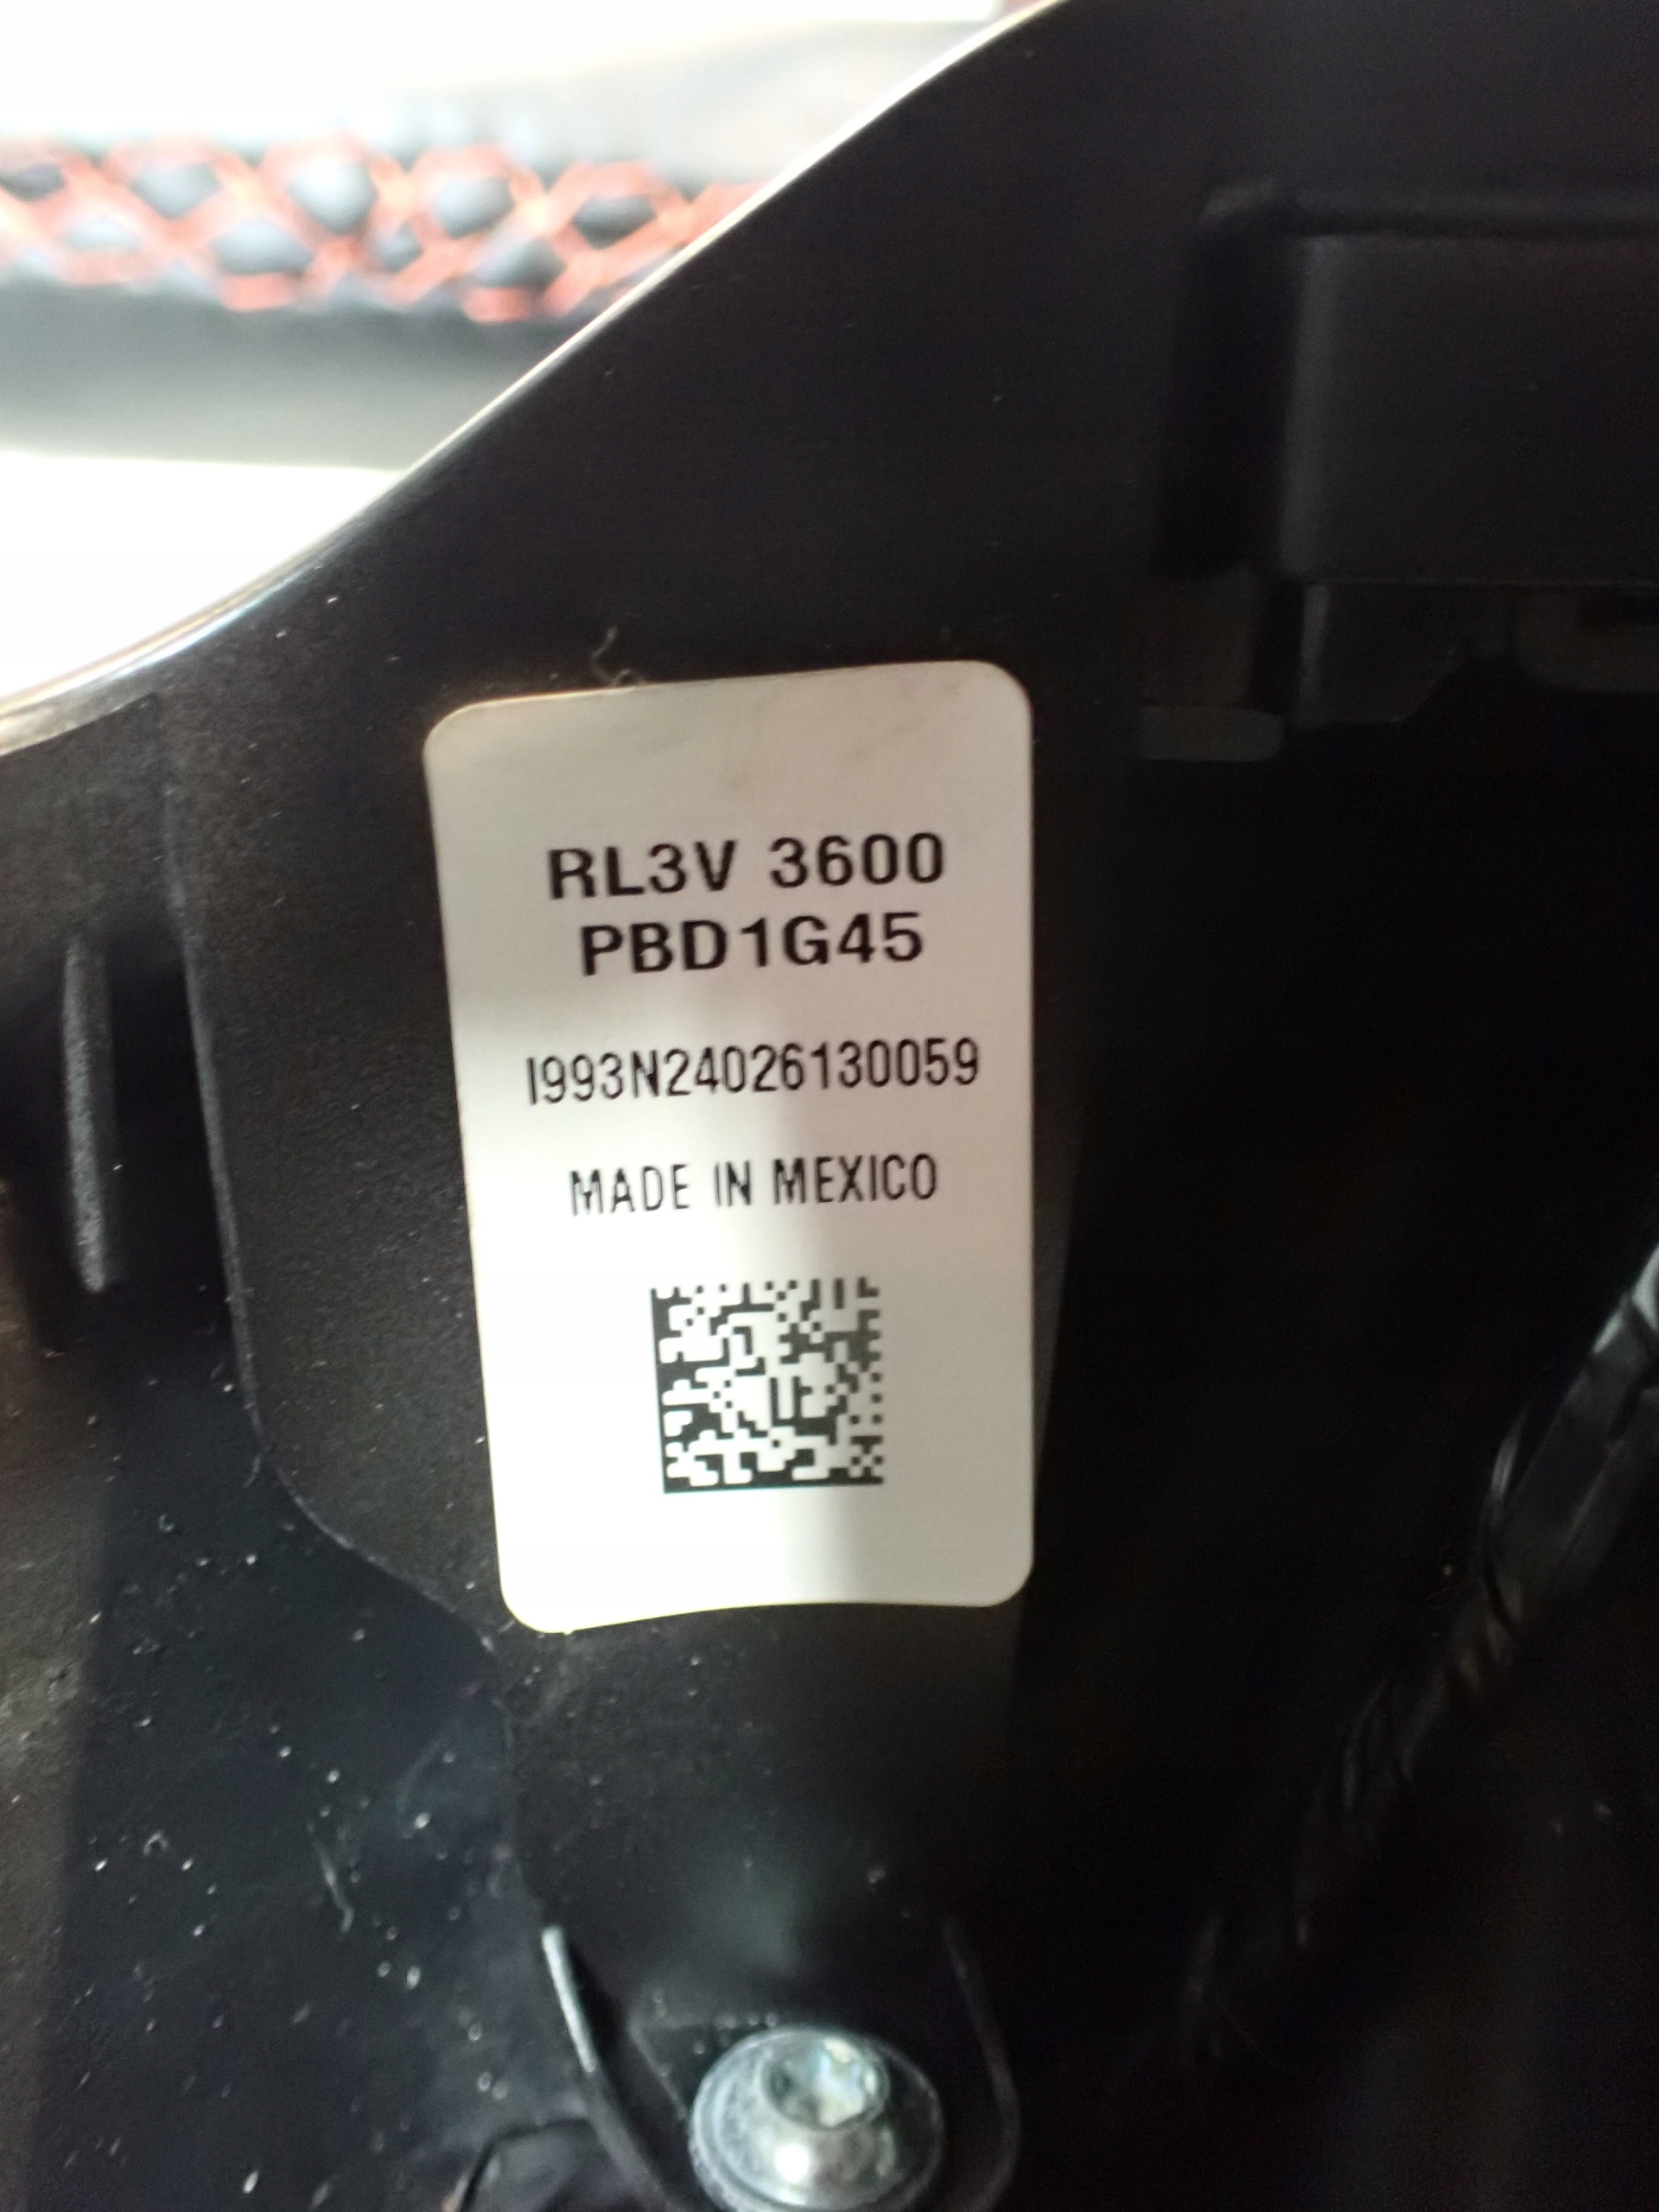 RL3V 3600
PBD1G45
I993N24026130059
MADE IN MEXICO